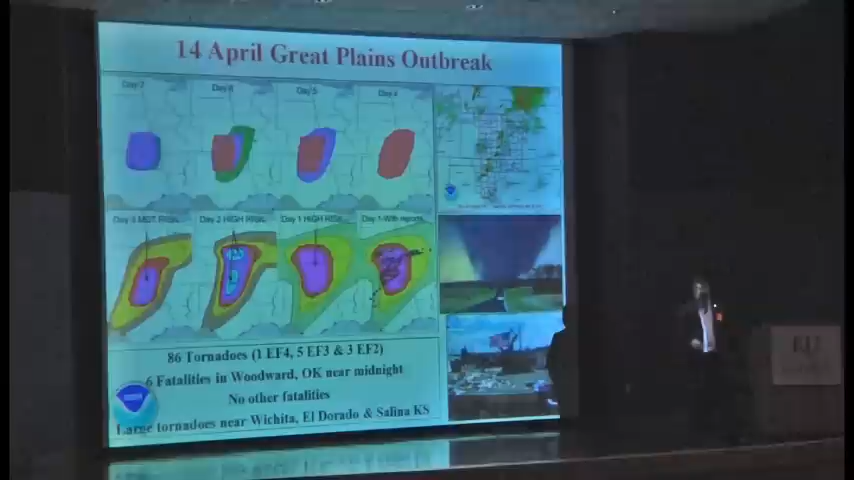 14 April Great Plains Outbreak
Day 7
Day 6
Day 5
Day 4
Day 3 MDT RISK
Day 2 HIGH RISK
Day 1 HIGH RISK
Day 1 With reports
86 Tornadoes (1 EF4, 5 EF3 & 3 EF2)
6 Fatalities in Woodward, OK near midnight
No other fatalities
Large tornadoes near Wichita, El Dorado & Salina KS
KU